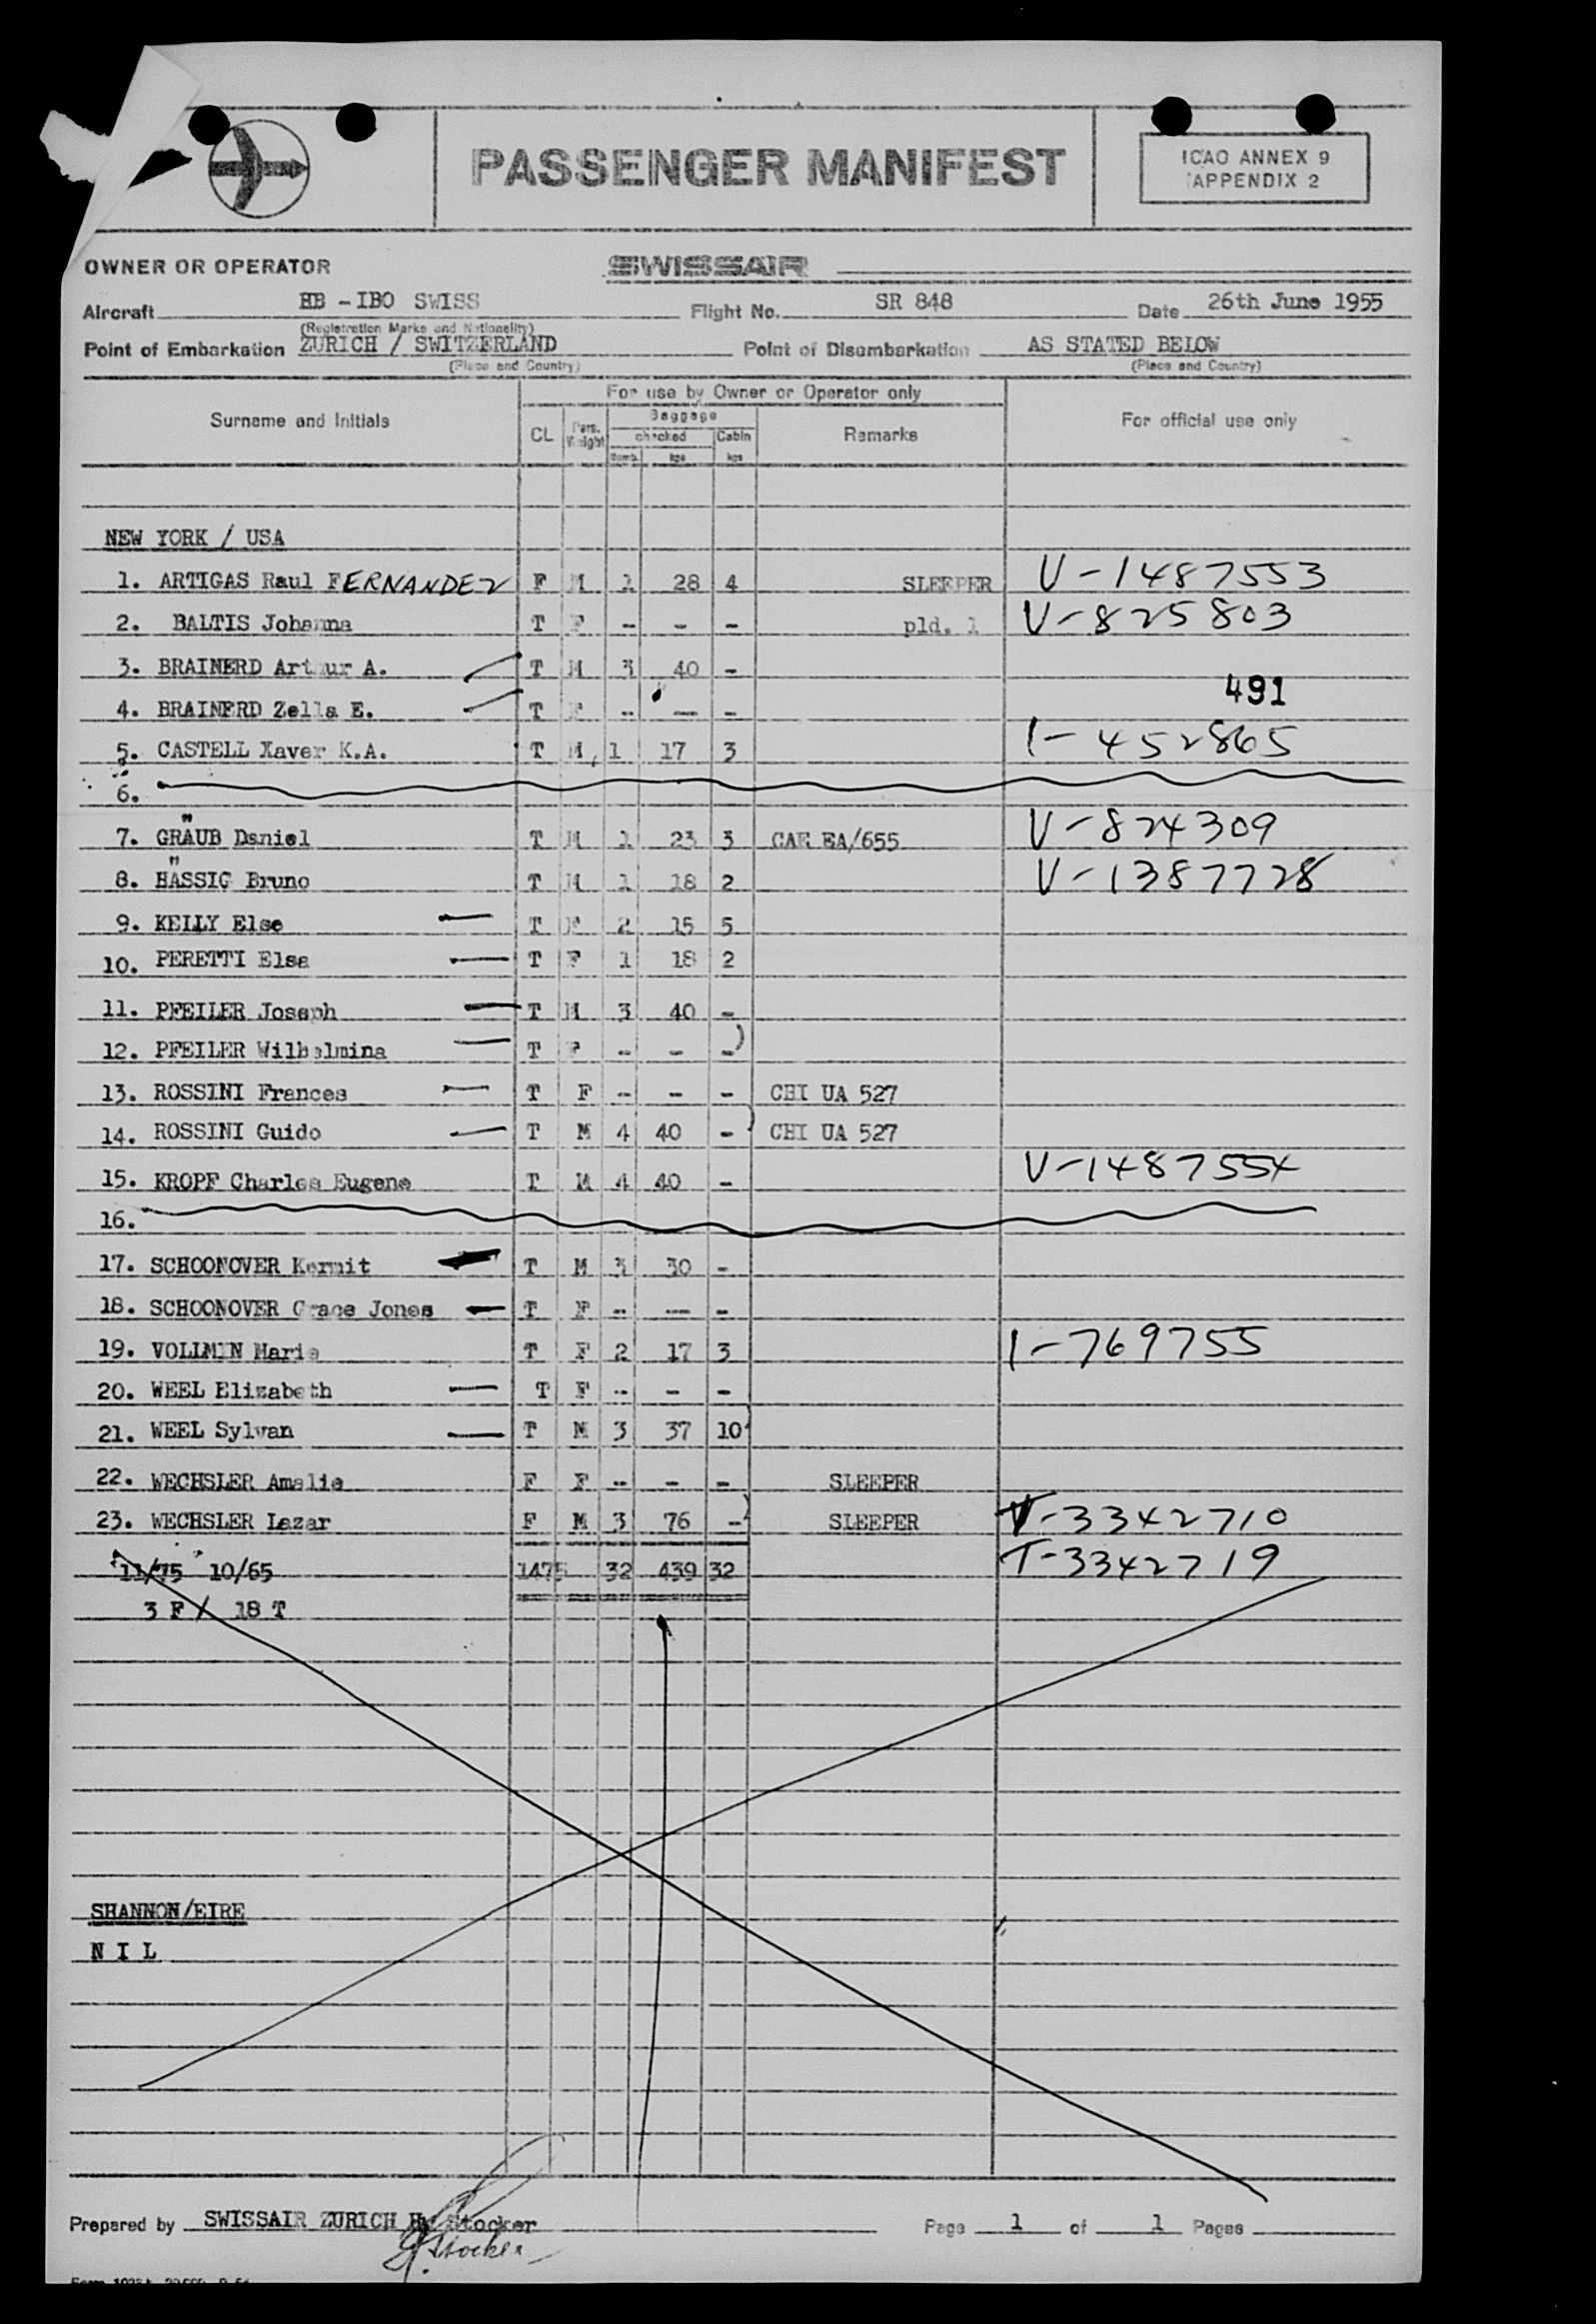 PASSENGER MANIFEST
ICAO ANNEX 9
APPENDIX 2
OWNER OR OPERATOR SWISSAIR
Aircraft HB - IBO SWISS Flight No. SR 848 Date 26th June 1955
(Registration Marks and Nationality)
Point of Embarkation ZURICH / SWITZERLAND Point of Disembarkation AS STATED BELOW
(Place and Country) (Place and Country)
For use by Owner or Operator only
Surname and Initials CL Pers. Weight Baggage Remarks For official use only
checked Cabin
Numb. kgs kgs
NEW YORK / USA
1. ARTIGAS Raul FERNANDEZ F M 1 28 4 SLEEPER V-1487553
2. BALTIS Johanna T F - - - pld. 1 V-825803
3. BRAINERD Arthur A. T M 3 40 -
491
4. BRAINERD Zella E. T F -- -- -
5. CASTELL Xaver K.A. T M 1 17 3 1-452865
6.
7. GRÄUB Daniel T M 1 23 3 CAE EA/655 V-824309
8. HÄSSIG Bruno T M 1 18 2 V-1387728
9. KELLY Else T F 2 15 5
10. PERETTI Elsa T F 1 18 2
11. PFEILER Joseph T M 3 40 -
12. PFEILER Wilhelmina T F -- - -)
13. ROSSINI Frances T F -- - - CHI UA 527
14. ROSSINI Guido T M 4 40 -) CHI UA 527
15. KROPF Charles Eugene T M 4 40 - V-1487554
16.
17. SCHOONOVER Kermit T M 3 30 -
18. SCHOONOVER Grace Jones T F -- -- -
19. VOLLMIN Marie T F 2 17 3 1-769755
20. WEEL Elizabeth T F -- - -
21. WEEL Sylvan T M 3 37 10
22. WECHSLER Amalie F F -- - - SLEEPER
23. WECHSLER Lazar F M 3 76 -) SLEEPER V-3342710
11/75 10/65 1475 32 439 32 T-3342719
3 F / 18 T
SHANNON/EIRE
N I L
Prepared by SWISSAIR ZURICH Hy Stocker Page 1 of 1 Pages
Stocker